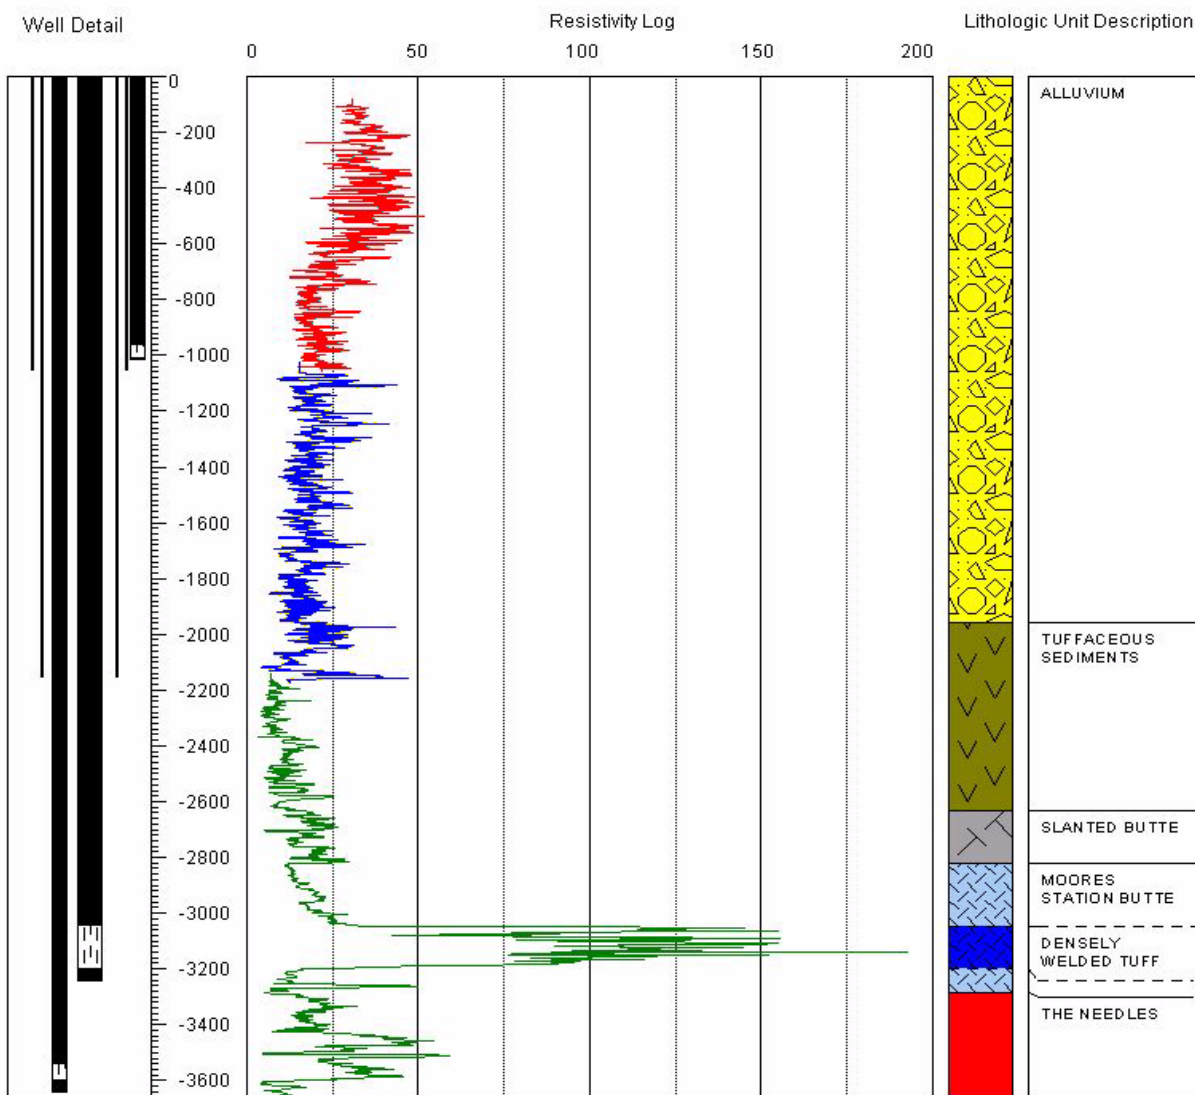 Well Detail
Resistivity Log
Lithologic Unit Description
0
50
100
150
200
0
-200
-400
-600
-800
-1000
-1200
-1400
-1600
-1800
-2000
-2200
-2400
-2600
-2800
-3000
-3200
-3400
-3600
ALLUVIUM
TUFFACEOUS
SEDIMENTS
SLANTED BUTTE
MOORES
STATION BUTTE
DENSELY
WELDED TUFF
THE NEEDLES